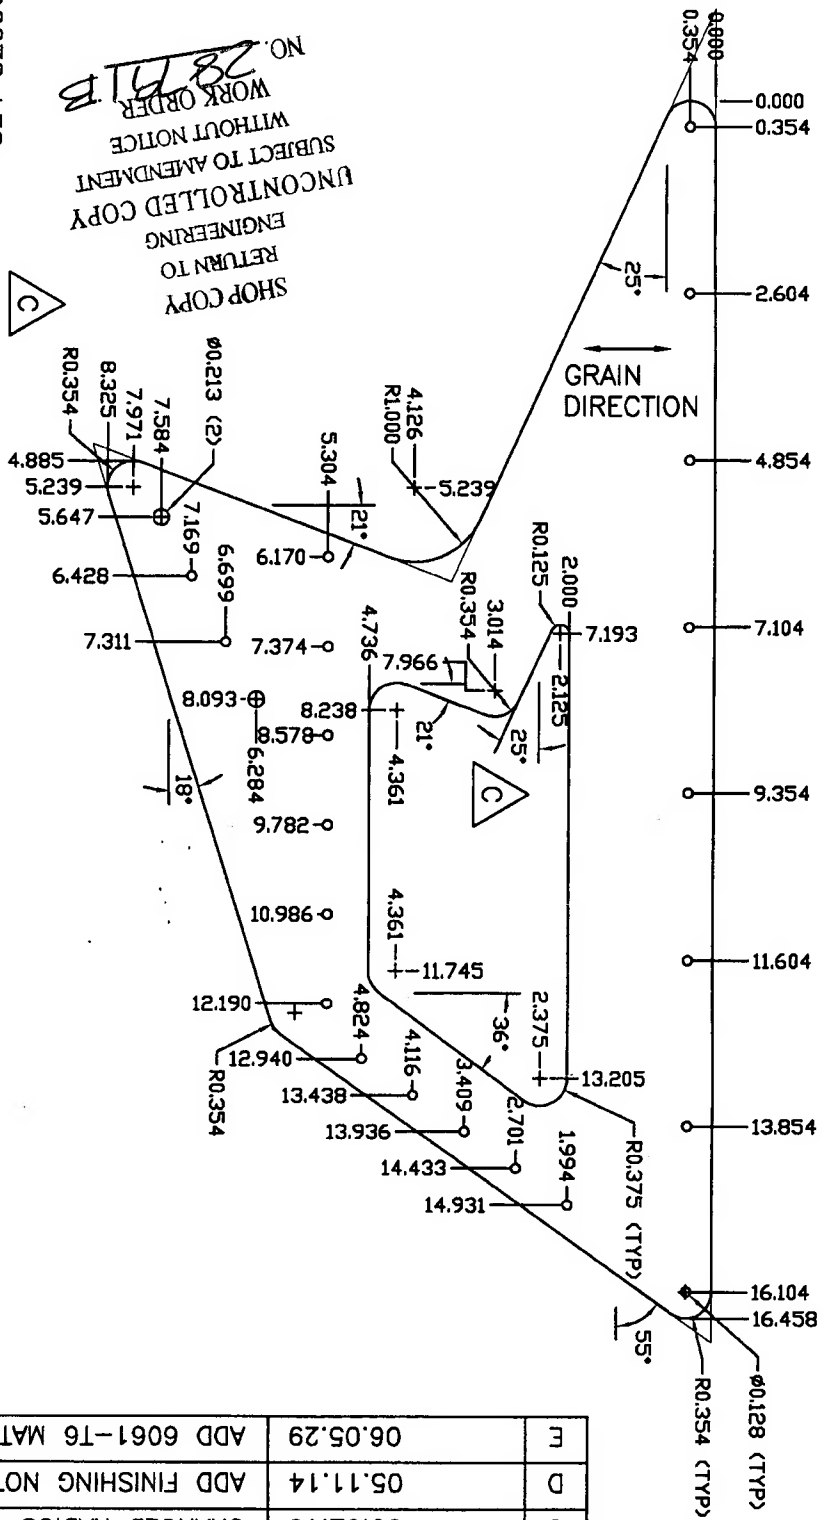 0.000
0.354
0.000
0.354
2.604
4.854
7.104
9.354
11.604
13.854
16.104
16.458
Ø0.128 (TYP)
R0.354 (TYP)
25°
GRAIN
DIRECTION
SHOP COPY
RETURN TO
ENGINEERING
UNCONTROLLED COPY
SUBJECT TO AMENDMENT
WITHOUT NOTICE
WORK ORDER
NO.
C
R0.354
8.325
7.971
7.584
Ø0.213 (2)
7.169
6.699
4.885
5.239
5.647
6.428
7.311
5.304
6.170
21°
R1.000
4.126
5.239
7.374
8.093
6.284
8.578
9.782
10.986
12.190
18°
R0.125
2.000
7.193
2.125
R0.354
3.014
7.966
4.736
8.238
21°
25°
4.361
C
4.361
11.745
36°
2.375
13.205
R0.375 (TYP)
4.824
4.116
3.409
2.701
1.994
12.940
13.438
13.936
14.433
14.931
R0.354
55°
E 06.05.29 ADD 6061-T6 MAT
D 05.11.14 ADD FINISHING NOT